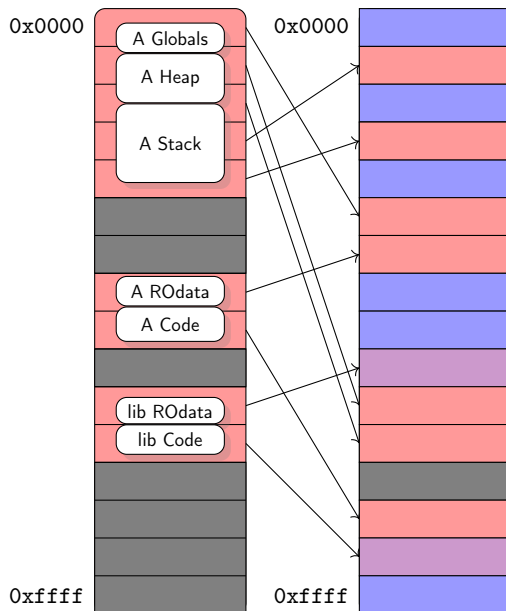 0x0000
A Globals
A Heap
A Stack
A ROdata
A Code
lib ROdata
lib Code
0xffff
0x0000
0xffff